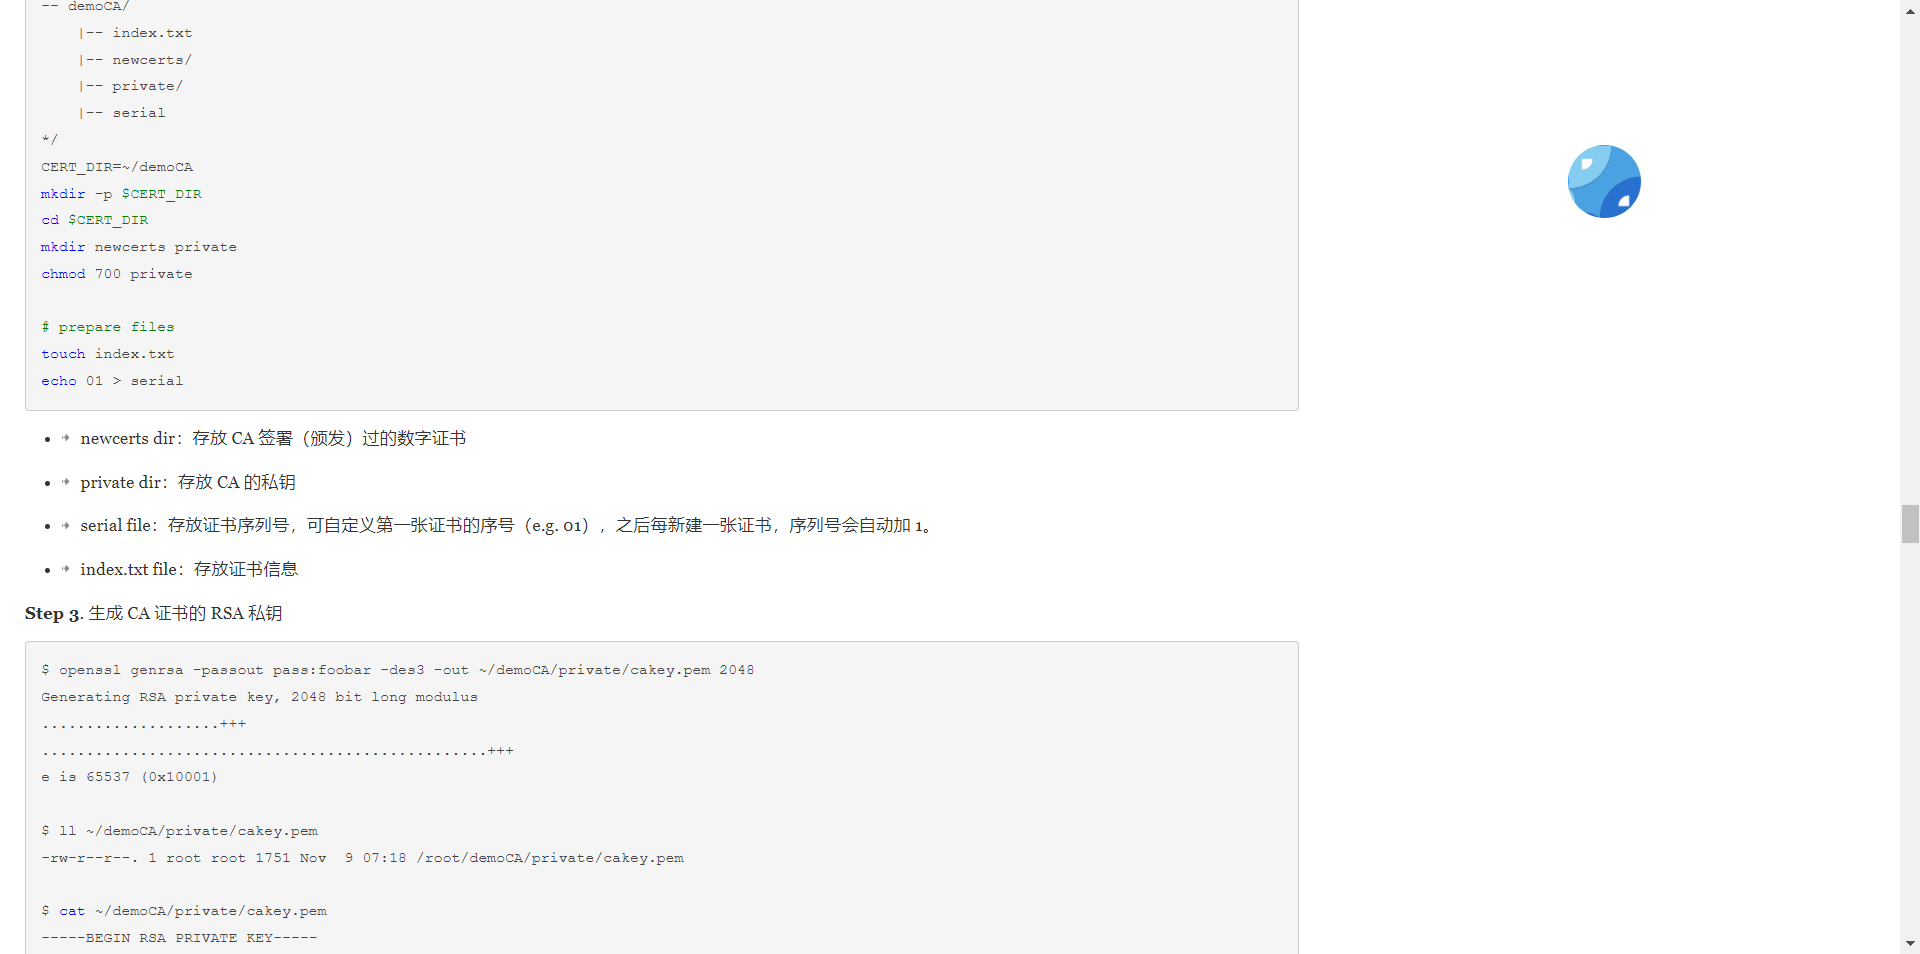 -- demoCA/
    |-- index.txt
    |-- newcerts/
    |-- private/
    |-- serial
*/
CERT_DIR=~/demoCA
mkdir -p $CERT_DIR
cd $CERT_DIR
mkdir newcerts private
chmod 700 private
# prepare files
touch index.txt
echo 01 > serial
newcerts dir：存放 CA 签署（颁发）过的数字证书
private dir：存放 CA 的私钥
serial file：存放证书序列号，可自定义第一张证书的序号（e.g. 01），之后每新建一张证书，序列号会自动加 1。
index.txt file：存放证书信息
Step 3. 生成 CA 证书的 RSA 私钥
$ openssl genrsa -passout pass:foobar -des3 -out ~/demoCA/private/cakey.pem 2048
Generating RSA private key, 2048 bit long modulus
....................+++
..................................................+++
e is 65537 (0x10001)
$ ll ~/demoCA/private/cakey.pem
-rw-r--r--. 1 root root 1751 Nov  9 07:18 /root/demoCA/private/cakey.pem
$ cat ~/demoCA/private/cakey.pem
-----BEGIN RSA PRIVATE KEY-----